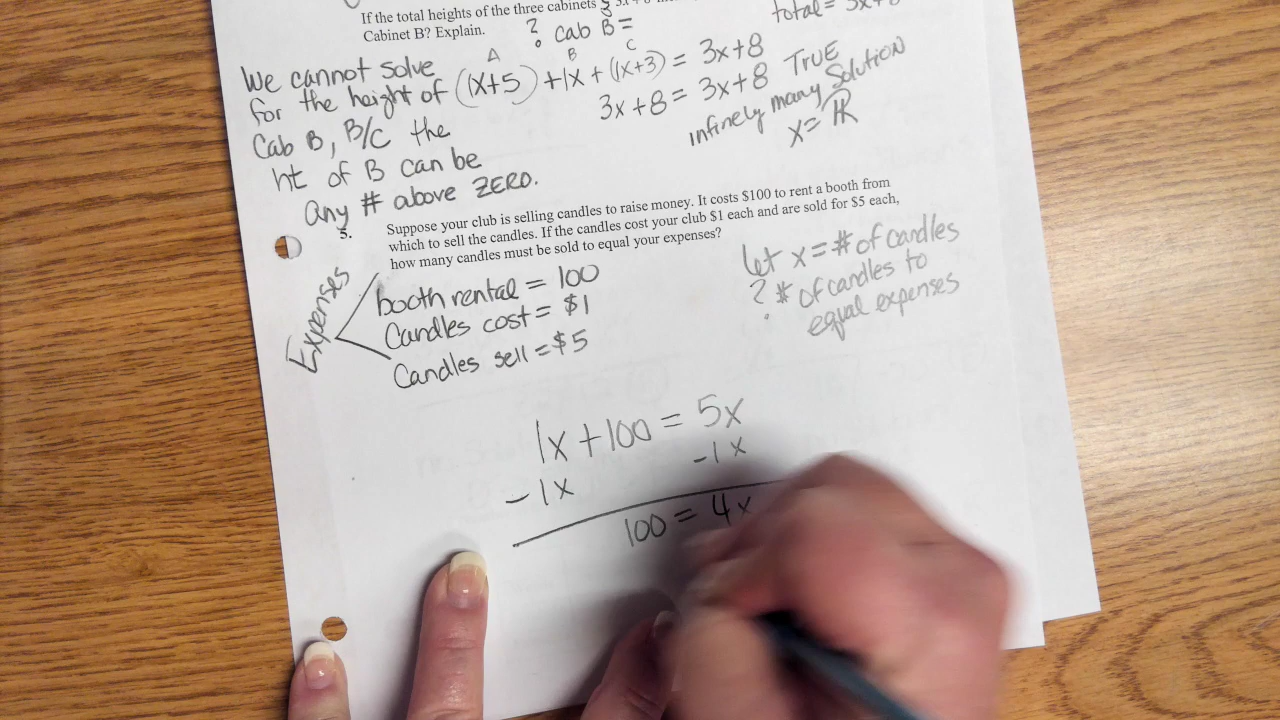 If the total heights of the three cabinets
Cabinet B? Explain.
? cab B=
total= 3x+8
A B C
We cannot solve
for the height of (1x+5) +1x + (1x+3) = 3x+8
Cab B, B/C the
3x+8 = 3x+8 TRUE
ht of B can be
infinely many Solution
any # above ZERO.
x= ℝ
5. Suppose your club is selling candles to raise money. It costs $100 to rent a booth from
which to sell the candles. If the candles cost your club $1 each and are sold for $5 each,
how many candles must be sold to equal your expenses?
Expenses
booth rental = 100
Candles cost = $1
Candles sell = $5
let x = # of candles
? # of candles to
equal expenses
1x + 100 = 5x
-1x -1x
100 = 4x